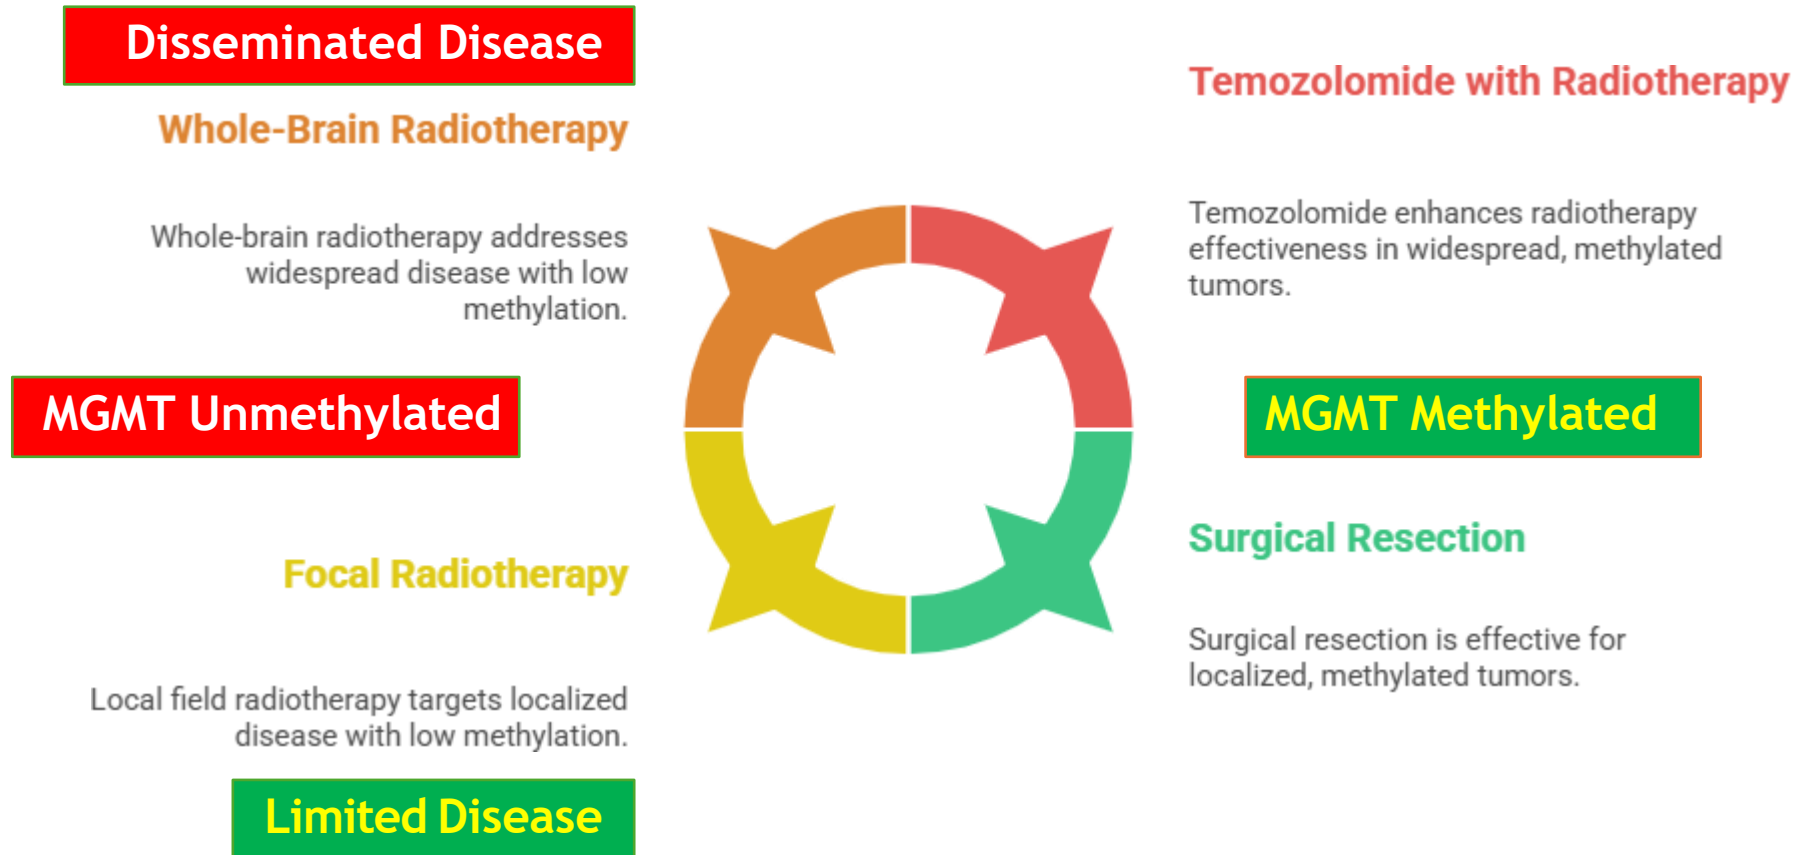 Disseminated Disease
Whole-Brain Radiotherapy
Whole-brain radiotherapy addresses
widespread disease with low
methylation.
Temozolomide with Radiotherapy
Temozolomide enhances radiotherapy
effectiveness in widespread, methylated
tumors.
MGMT Unmethylated
MGMT Methylated
Focal Radiotherapy
Local field radiotherapy targets localized
disease with low methylation.
Surgical Resection
Surgical resection is effective for
localized, methylated tumors.
Limited Disease